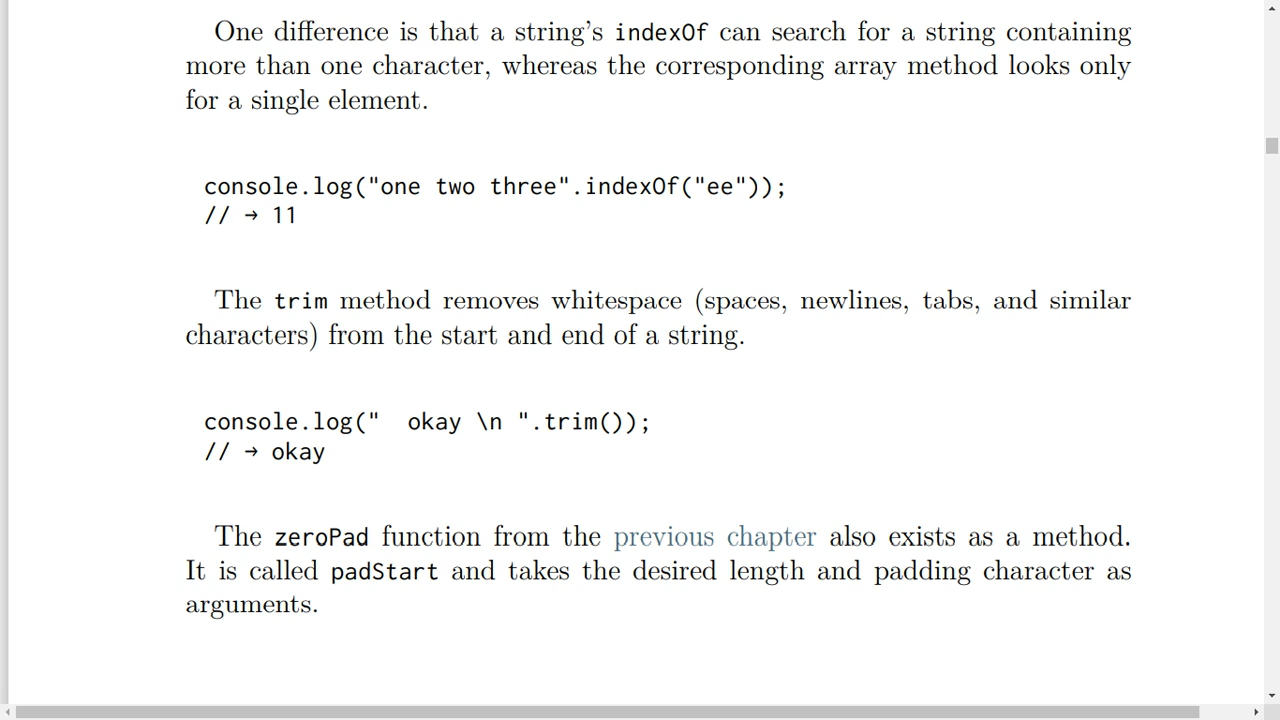 One difference is that a string’s indexOf can search for a string containing
more than one character, whereas the corresponding array method looks only
for a single element.
console.log("one two three".indexOf("ee"));
// → 11
The trim method removes whitespace (spaces, newlines, tabs, and similar
characters) from the start and end of a string.
console.log("  okay \n ".trim());
// → okay
The zeroPad function from the previous chapter also exists as a method.
It is called padStart and takes the desired length and padding character as
arguments.